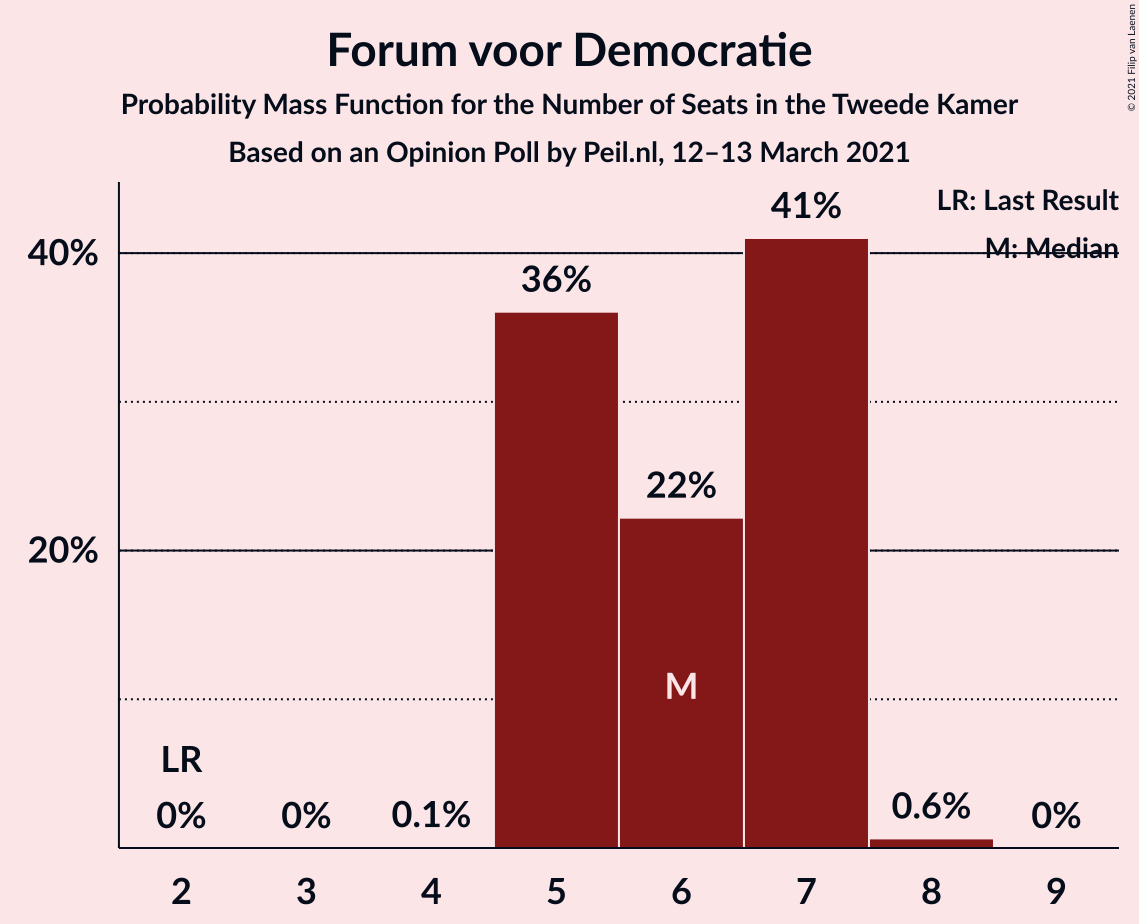 Forum voor Democratie
Probability Mass Function for the Number of Seats in the Tweede Kamer
Based on an Opinion Poll by Peil.nl, 12–13 March 2021
© 2021 Filip van Laenen
LR: Last Result
M: Median
40%
20%
41%
36%
22%
M
LR
0%
0%
0.1%
0.6%
0%
2
3
4
5
6
7
8
9